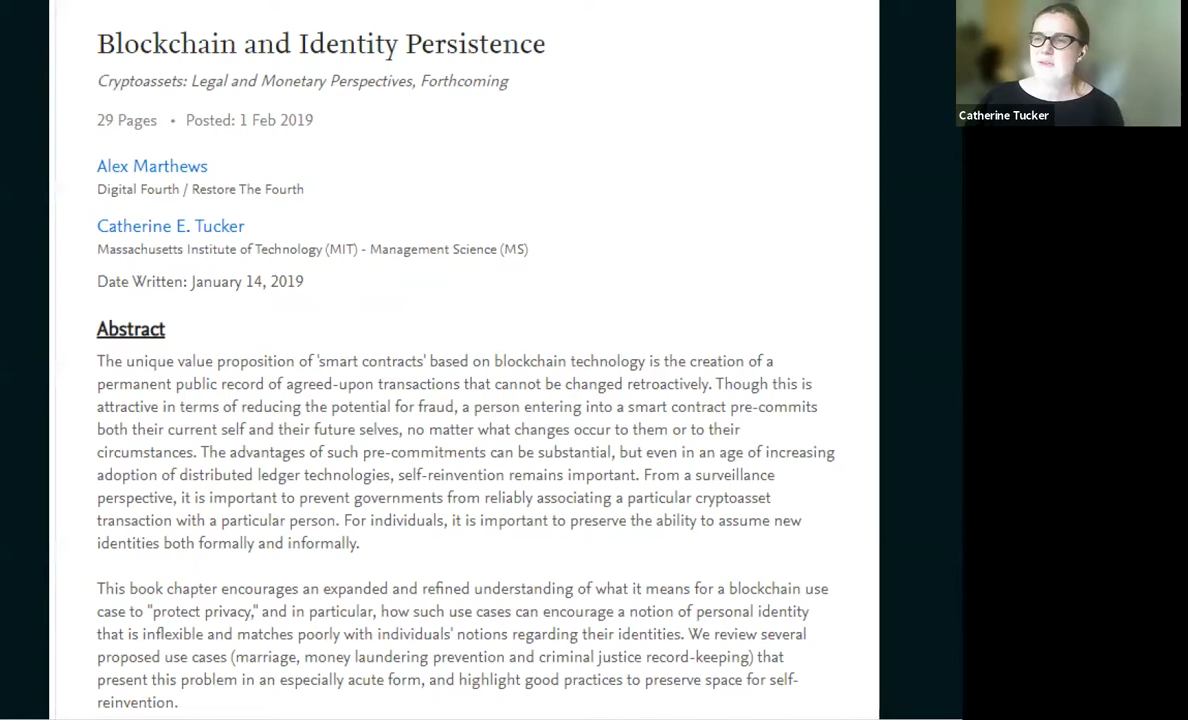 Blockchain and Identity Persistence
Cryptoassets: Legal and Monetary Perspectives, Forthcoming
29 Pages • Posted: 1 Feb 2019
Alex Marthews
Digital Fourth / Restore The Fourth
Catherine E. Tucker
Massachusetts Institute of Technology (MIT) - Management Science (MS)
Date Written: January 14, 2019
Abstract
The unique value proposition of 'smart contracts' based on blockchain technology is the creation of a
permanent public record of agreed-upon transactions that cannot be changed retroactively. Though this is
attractive in terms of reducing the potential for fraud, a person entering into a smart contract pre-commits
both their current self and their future selves, no matter what changes occur to them or to their
circumstances. The advantages of such pre-commitments can be substantial, but even in an age of increasing
adoption of distributed ledger technologies, self-reinvention remains important. From a surveillance
perspective, it is important to prevent governments from reliably associating a particular cryptoasset
transaction with a particular person. For individuals, it is important to preserve the ability to assume new
identities both formally and informally.
This book chapter encourages an expanded and refined understanding of what it means for a blockchain use
case to "protect privacy," and in particular, how such use cases can encourage a notion of personal identity
that is inflexible and matches poorly with individuals' notions regarding their identities. We review several
proposed use cases (marriage, money laundering prevention and criminal justice record-keeping) that
present this problem in an especially acute form, and highlight good practices to preserve space for self-
reinvention.
Catherine Tucker